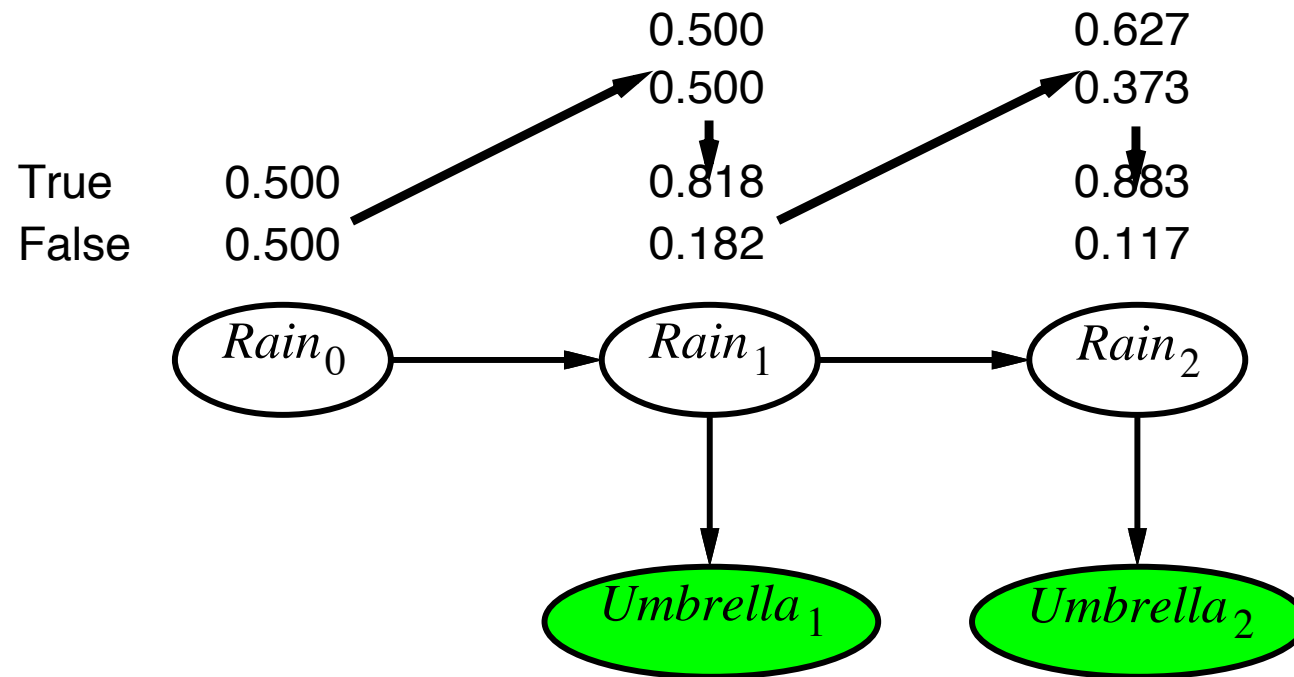 0.500 0.627
0.500 0.373
True 0.500 0.818 0.883
False 0.500 0.182 0.117
Rain0 Rain1 Rain2
Umbrella1 Umbrella2